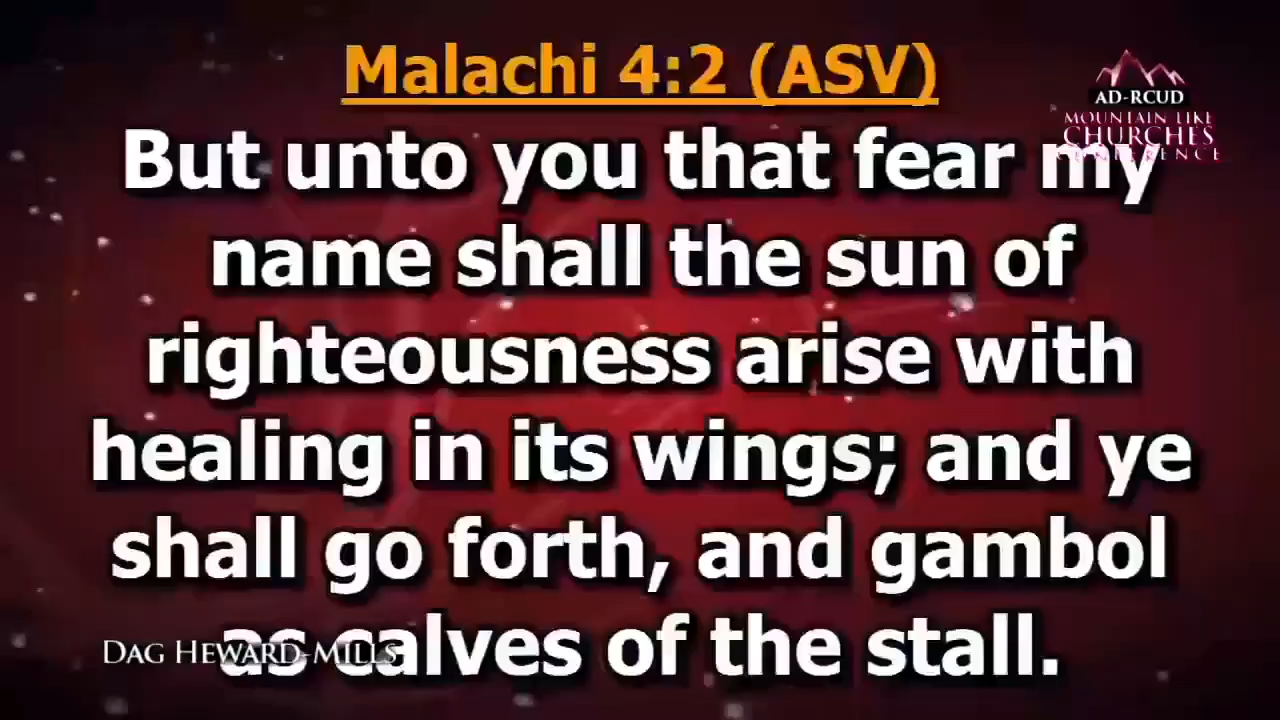 Malachi 4:2 (ASV)
AD-RCUD
MOUNTAIN LIKE
CHURCHES
CONFERENCE
But unto you that fear my
name shall the sun of
righteousness arise with
healing in its wings; and ye
shall go forth, and gambol
as calves of the stall.
DAG HEWARD-MILLS